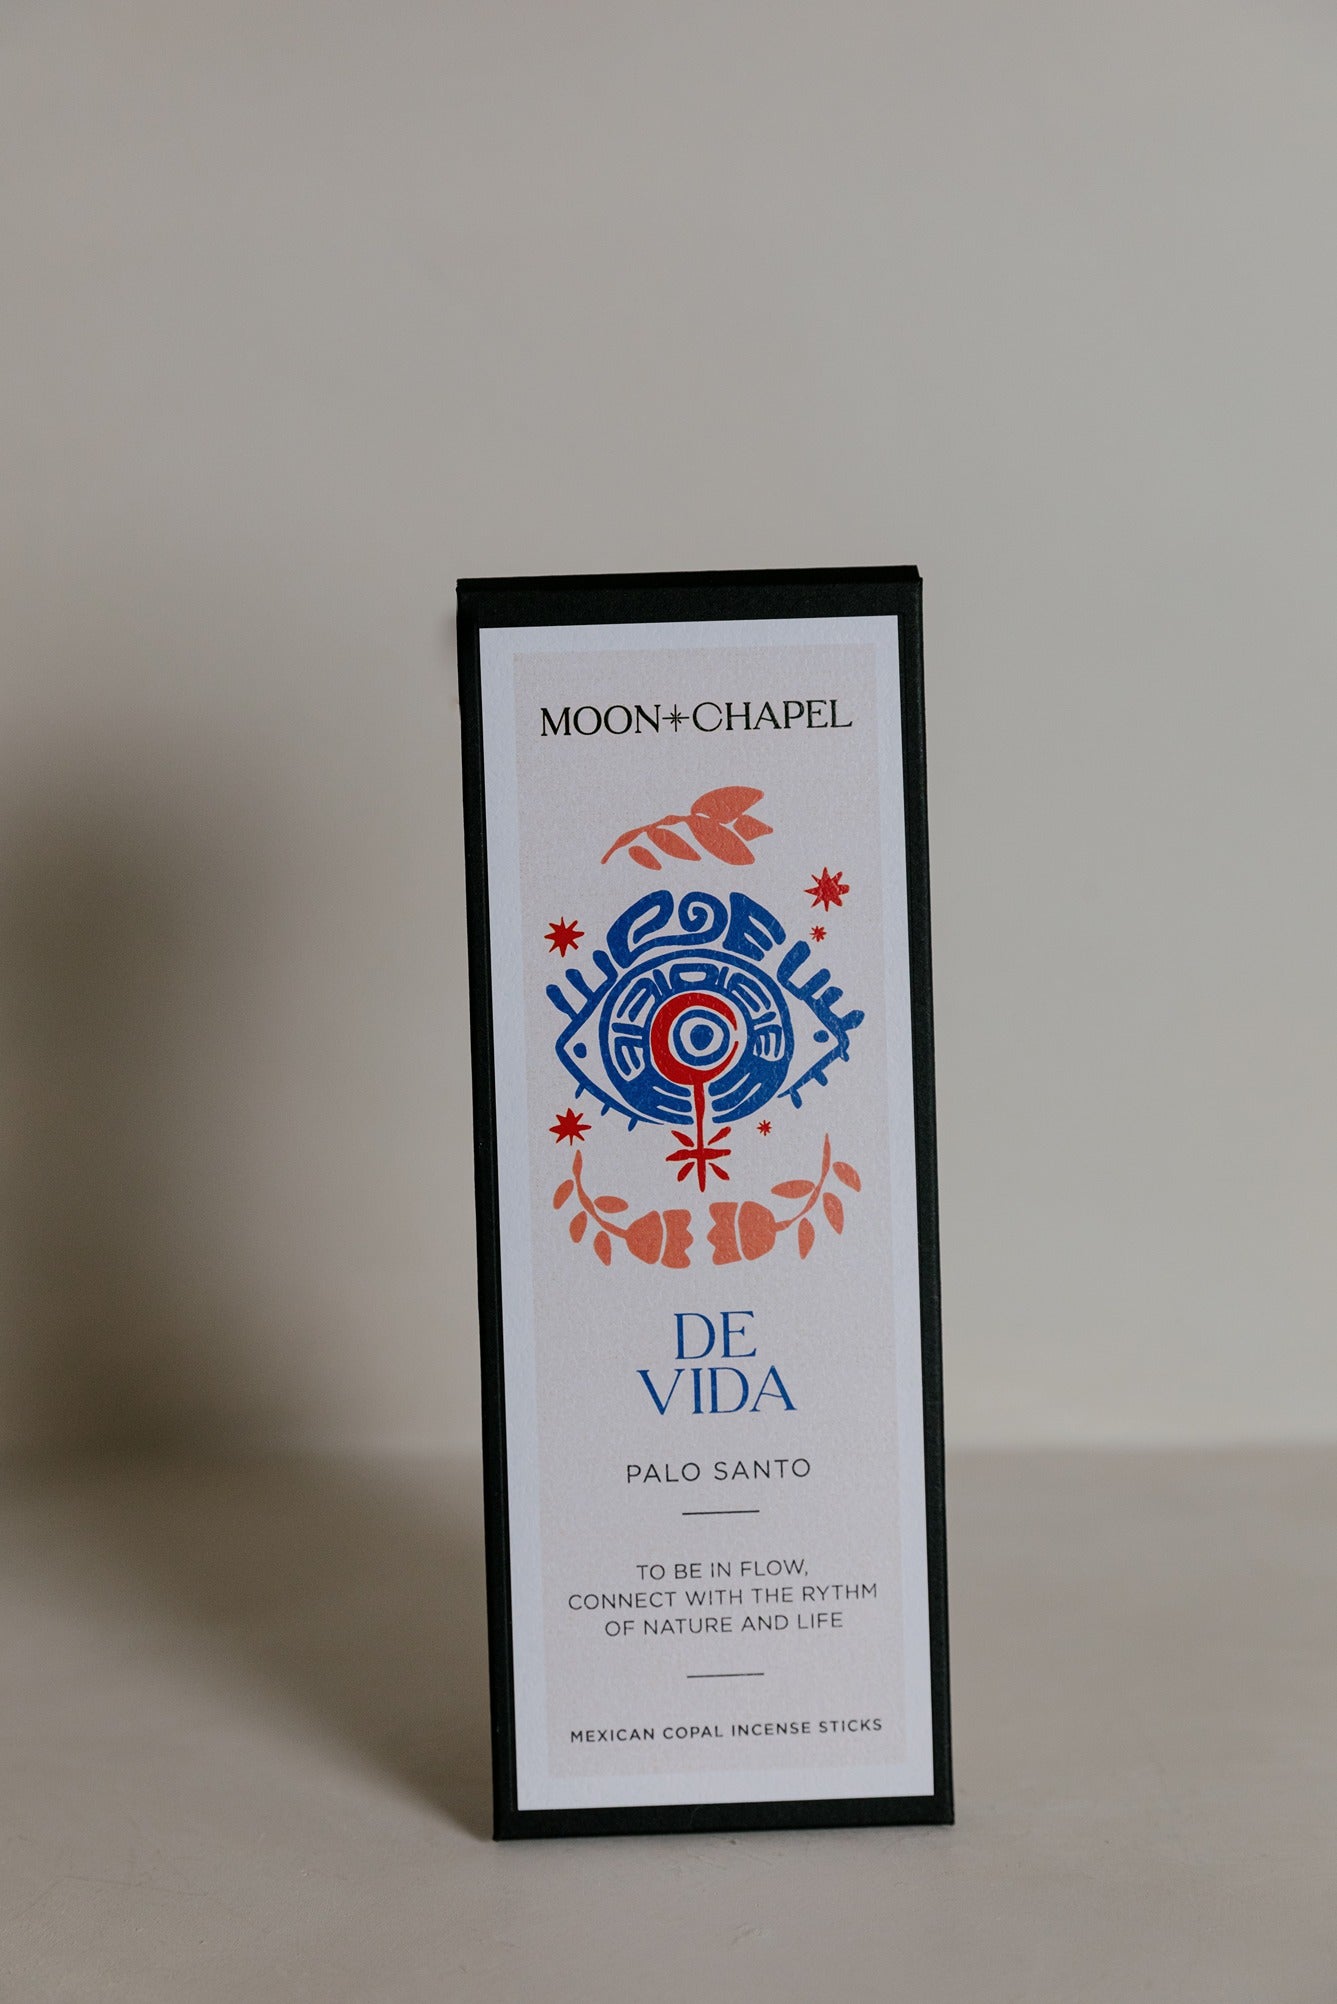 MOON+CHAPEL
DE
VIDA
PALO SANTO
TO BE IN FLOW,
CONNECT WITH THE RYTHM
OF NATURE AND LIFE
MEXICAN COPAL INCENSE STICKS